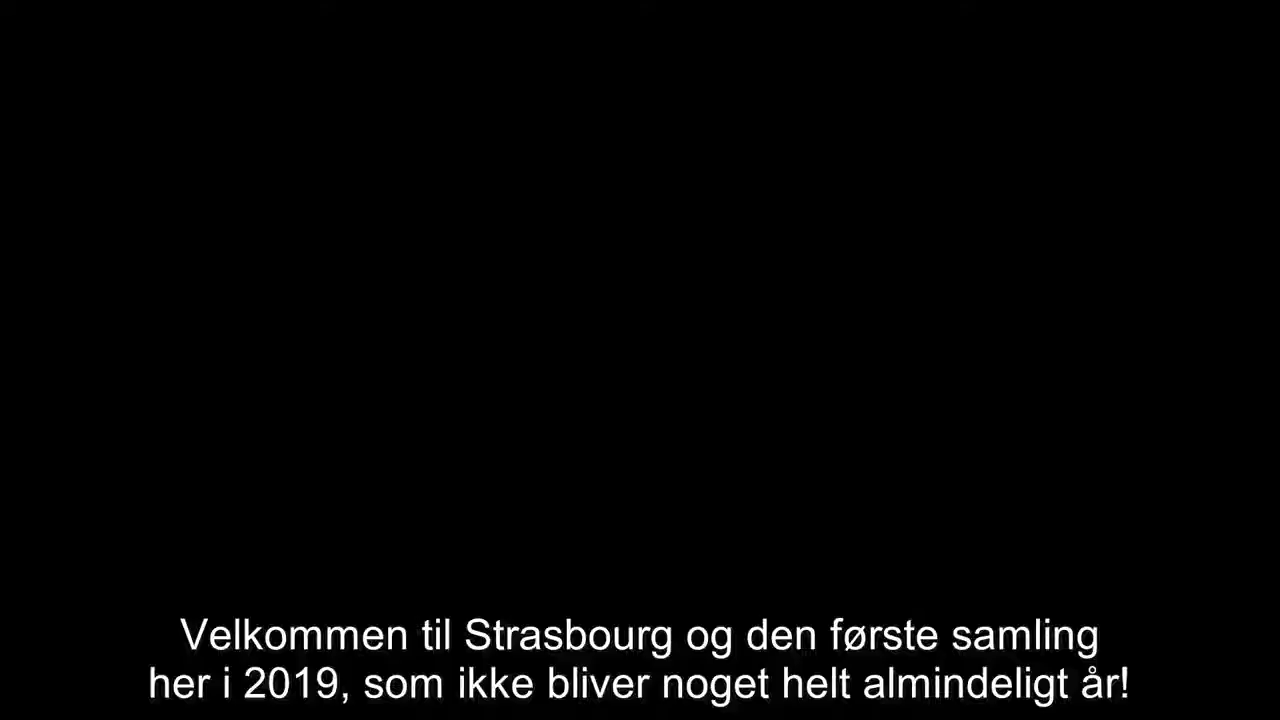 Velkommen til Strasbourg og den første samling
her i 2019, som ikke bliver noget helt almindeligt år!